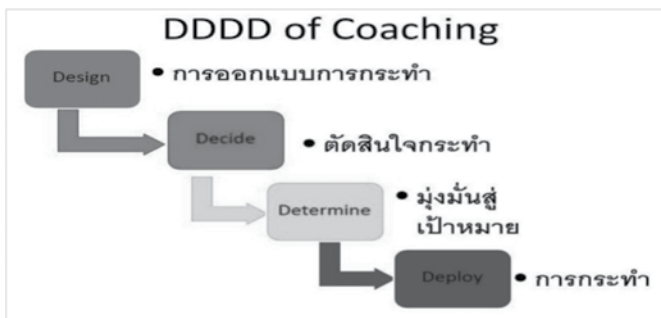 DDDD of Coaching
Design
• การออกแบบการกระทำ
Decide
• ตัดสินใจกระทำ
Determine
• มุ่งมั่นสู่
เป้าหมาย
Deploy
• การกระทำ